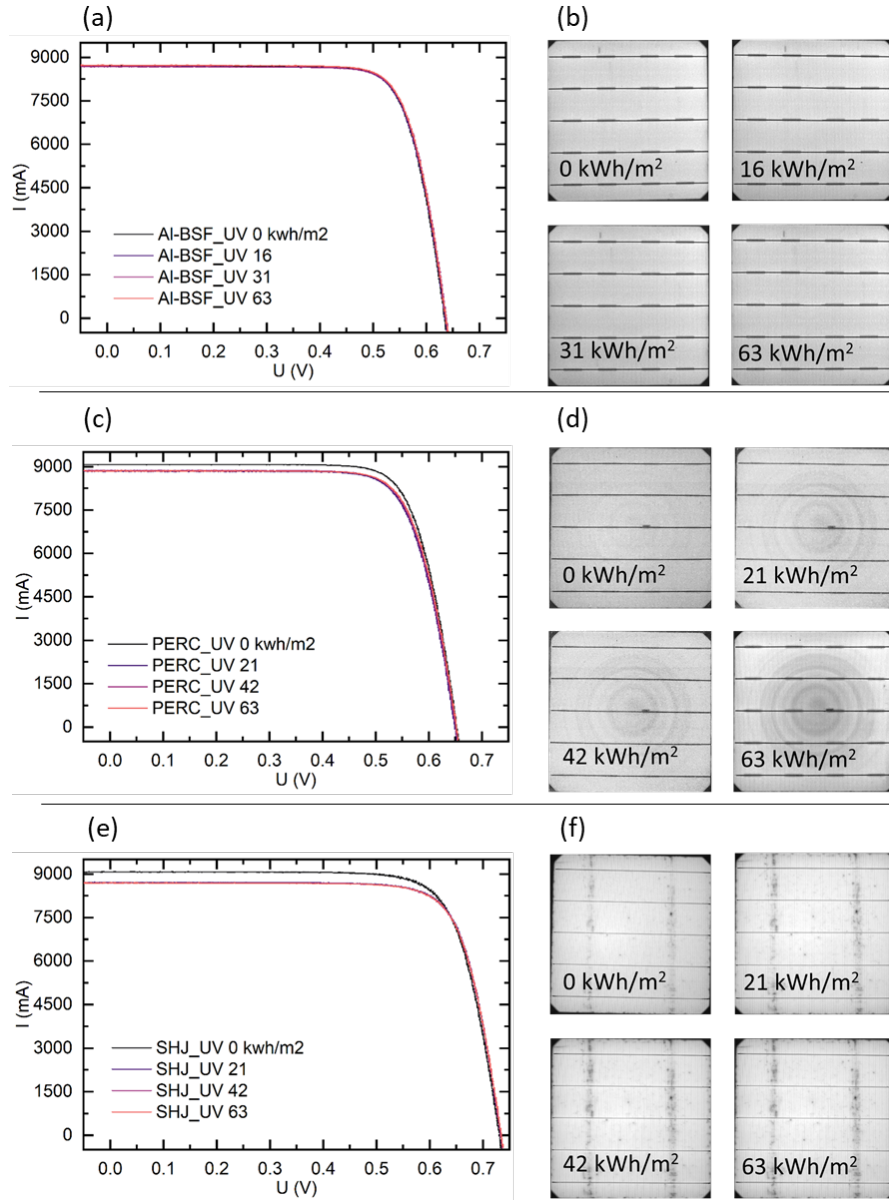 (a)
9000
7500
6000
4500
3000
1500
0
I (mA)
Al-BSF_UV 0 kwh/m2
Al-BSF_UV 16
Al-BSF_UV 31
Al-BSF_UV 63
0.0 0.1 0.2 0.3 0.4 0.5 0.6 0.7
U (V)
(b)
0 kWh/m²
16 kWh/m²
31 kWh/m²
63 kWh/m²
(c)
9000
7500
6000
4500
3000
1500
0
I (mA)
PERC_UV 0 kwh/m2
PERC_UV 21
PERC_UV 42
PERC_UV 63
0.0 0.1 0.2 0.3 0.4 0.5 0.6 0.7
U (V)
(d)
0 kWh/m²
21 kWh/m²
42 kWh/m²
63 kWh/m²
(e)
9000
7500
6000
4500
3000
1500
0
I (mA)
SHJ_UV 0 kwh/m2
SHJ_UV 21
SHJ_UV 42
SHJ_UV 63
0.0 0.1 0.2 0.3 0.4 0.5 0.6 0.7
U (V)
(f)
0 kWh/m²
21 kWh/m²
42 kWh/m²
63 kWh/m²